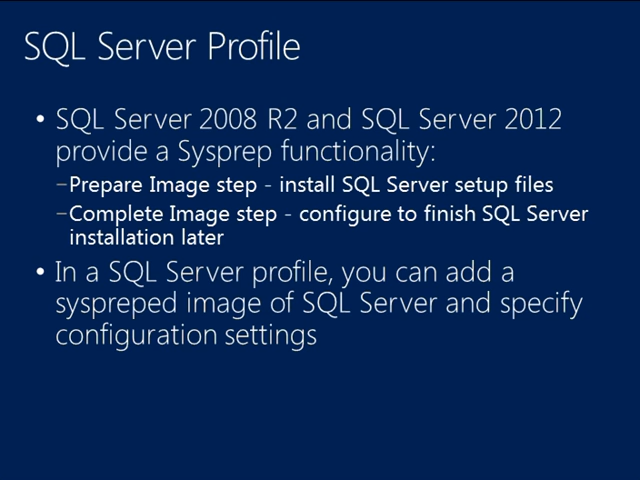 SQL Server Profile
• SQL Server 2008 R2 and SQL Server 2012
provide a Sysprep functionality:
–Prepare Image step - install SQL Server setup files
–Complete Image step - configure to finish SQL Server
installation later
• In a SQL Server profile, you can add a
syspreped image of SQL Server and specify
configuration settings